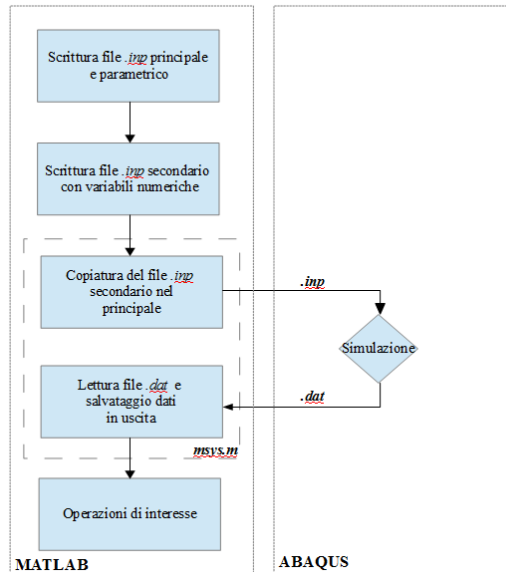 Scrittura file .inp principale
e parametrico
Scrittura file .inp secondario
con variabili numeriche
Copiatura del file .inp
secondario nel
principale
.inp
Simulazione
Lettura file .dat e
salvataggio dati
in uscita
.dat
msys.m
Operazioni di interesse
MATLAB
ABAQUS